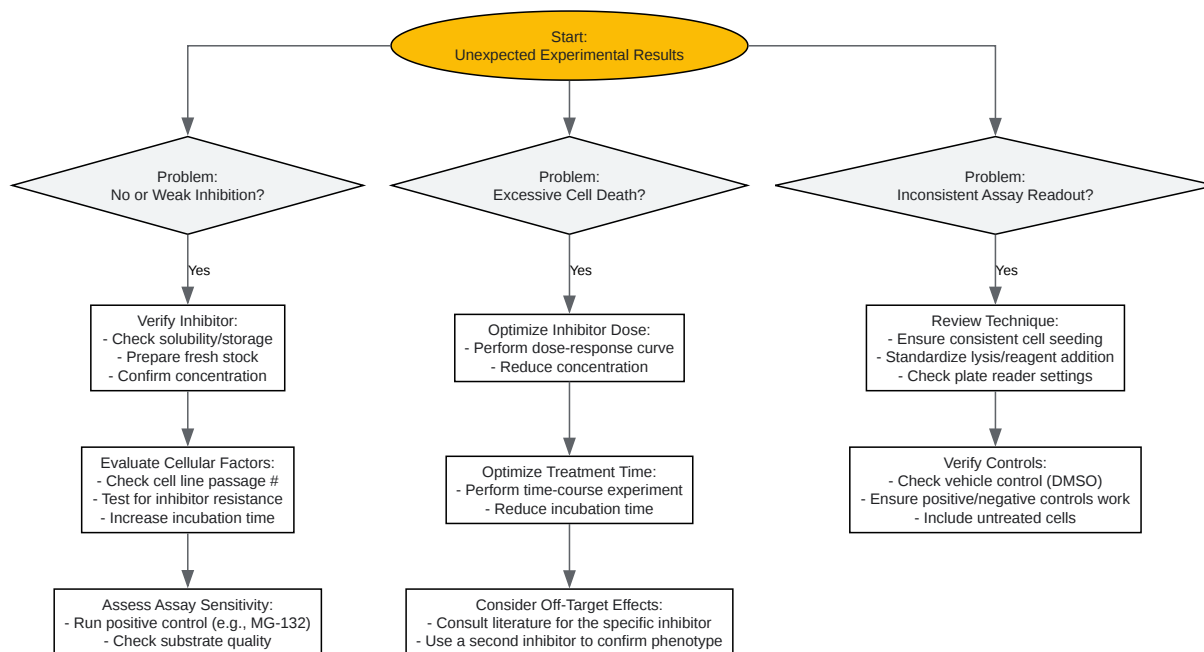 Start:
Unexpected Experimental Results
Problem:
No or Weak Inhibition?
Problem:
Excessive Cell Death?
Problem:
Inconsistent Assay Readout?
Yes
Yes
Yes
Verify Inhibitor:
- Check solubility/storage
- Prepare fresh stock
- Confirm concentration
Optimize Inhibitor Dose:
- Perform dose-response curve
- Reduce concentration
Review Technique:
- Ensure consistent cell seeding
- Standardize lysis/reagent addition
- Check plate reader settings
Evaluate Cellular Factors:
- Check cell line passage #
- Test for inhibitor resistance
- Increase incubation time
Optimize Treatment Time:
- Perform time-course experiment
- Reduce incubation time
Verify Controls:
- Check vehicle control (DMSO)
- Ensure positive/negative controls work
- Include untreated cells
Assess Assay Sensitivity:
- Run positive control (e.g., MG-132)
- Check substrate quality
Consider Off-Target Effects:
- Consult literature for the specific inhibitor
- Use a second inhibitor to confirm phenotype